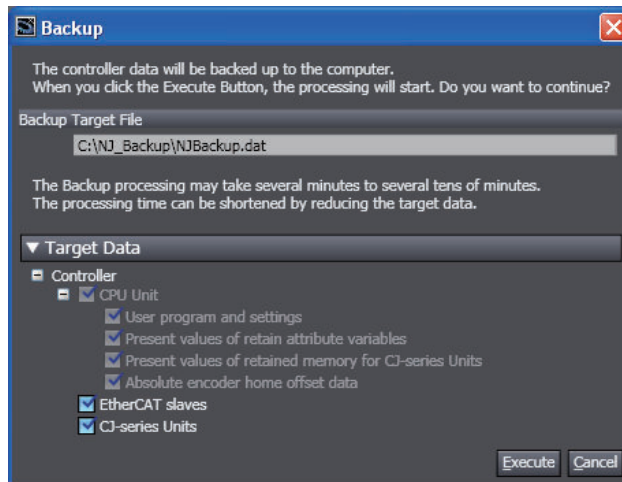 Backup
The controller data will be backed up to the computer.
When you click the Execute Button, the processing will start. Do you want to continue?
Backup Target File
C:\NJ_Backup\NJBackup.dat
The Backup processing may take several minutes to several tens of minutes.
The processing time can be shortened by reducing the target data.
Target Data
Controller
CPU Unit
User program and settings
Present values of retain attribute variables
Present values of retained memory for CJ-series Units
Absolute encoder home offset data
EtherCAT slaves
CJ-series Units
Execute Cancel